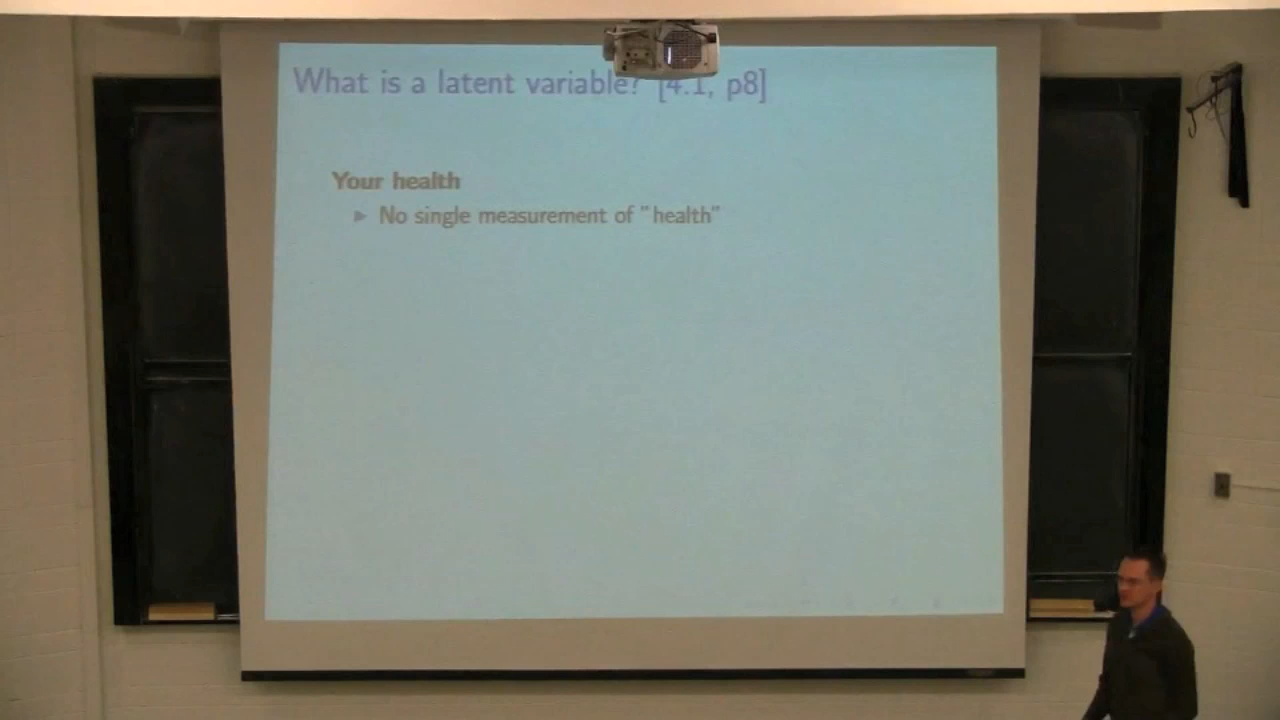 What is a latent variable? [4.1, p8]
Your health
▶ No single measurement of "health"